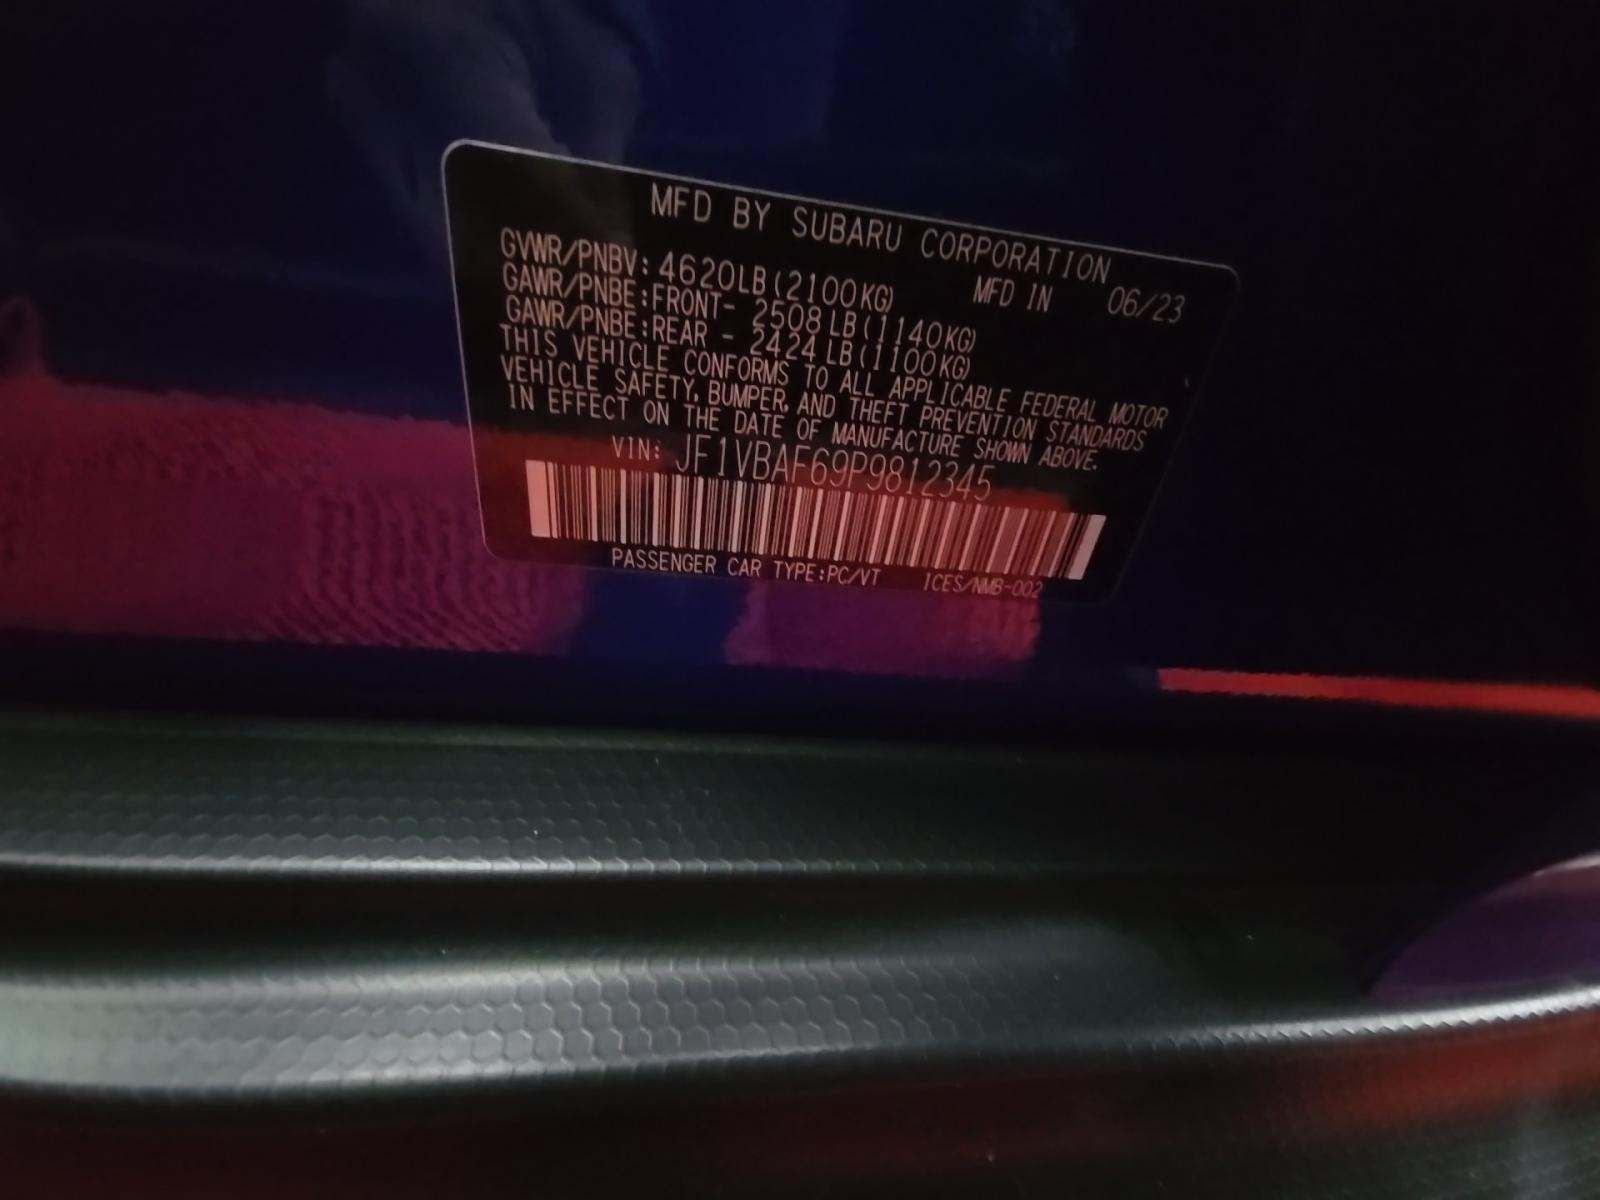 MFD BY SUBARU CORPORATION
GVWR/PNBV: 4620LB(2100KG) MFD IN 06/23
GAWR/PNBE:FRONT- 2508LB(1140KG)
GAWR/PNBE:REAR - 2424LB(1100KG)
THIS VEHICLE CONFORMS TO ALL APPLICABLE FEDERAL MOTOR
VEHICLE SAFETY, BUMPER, AND THEFT PREVENTION STANDARDS
IN EFFECT ON THE DATE OF MANUFACTURE SHOWN ABOVE.
VIN: JF1VBAF69P9812345
PASSENGER CAR TYPE:PC/VT ICES/NMB-002